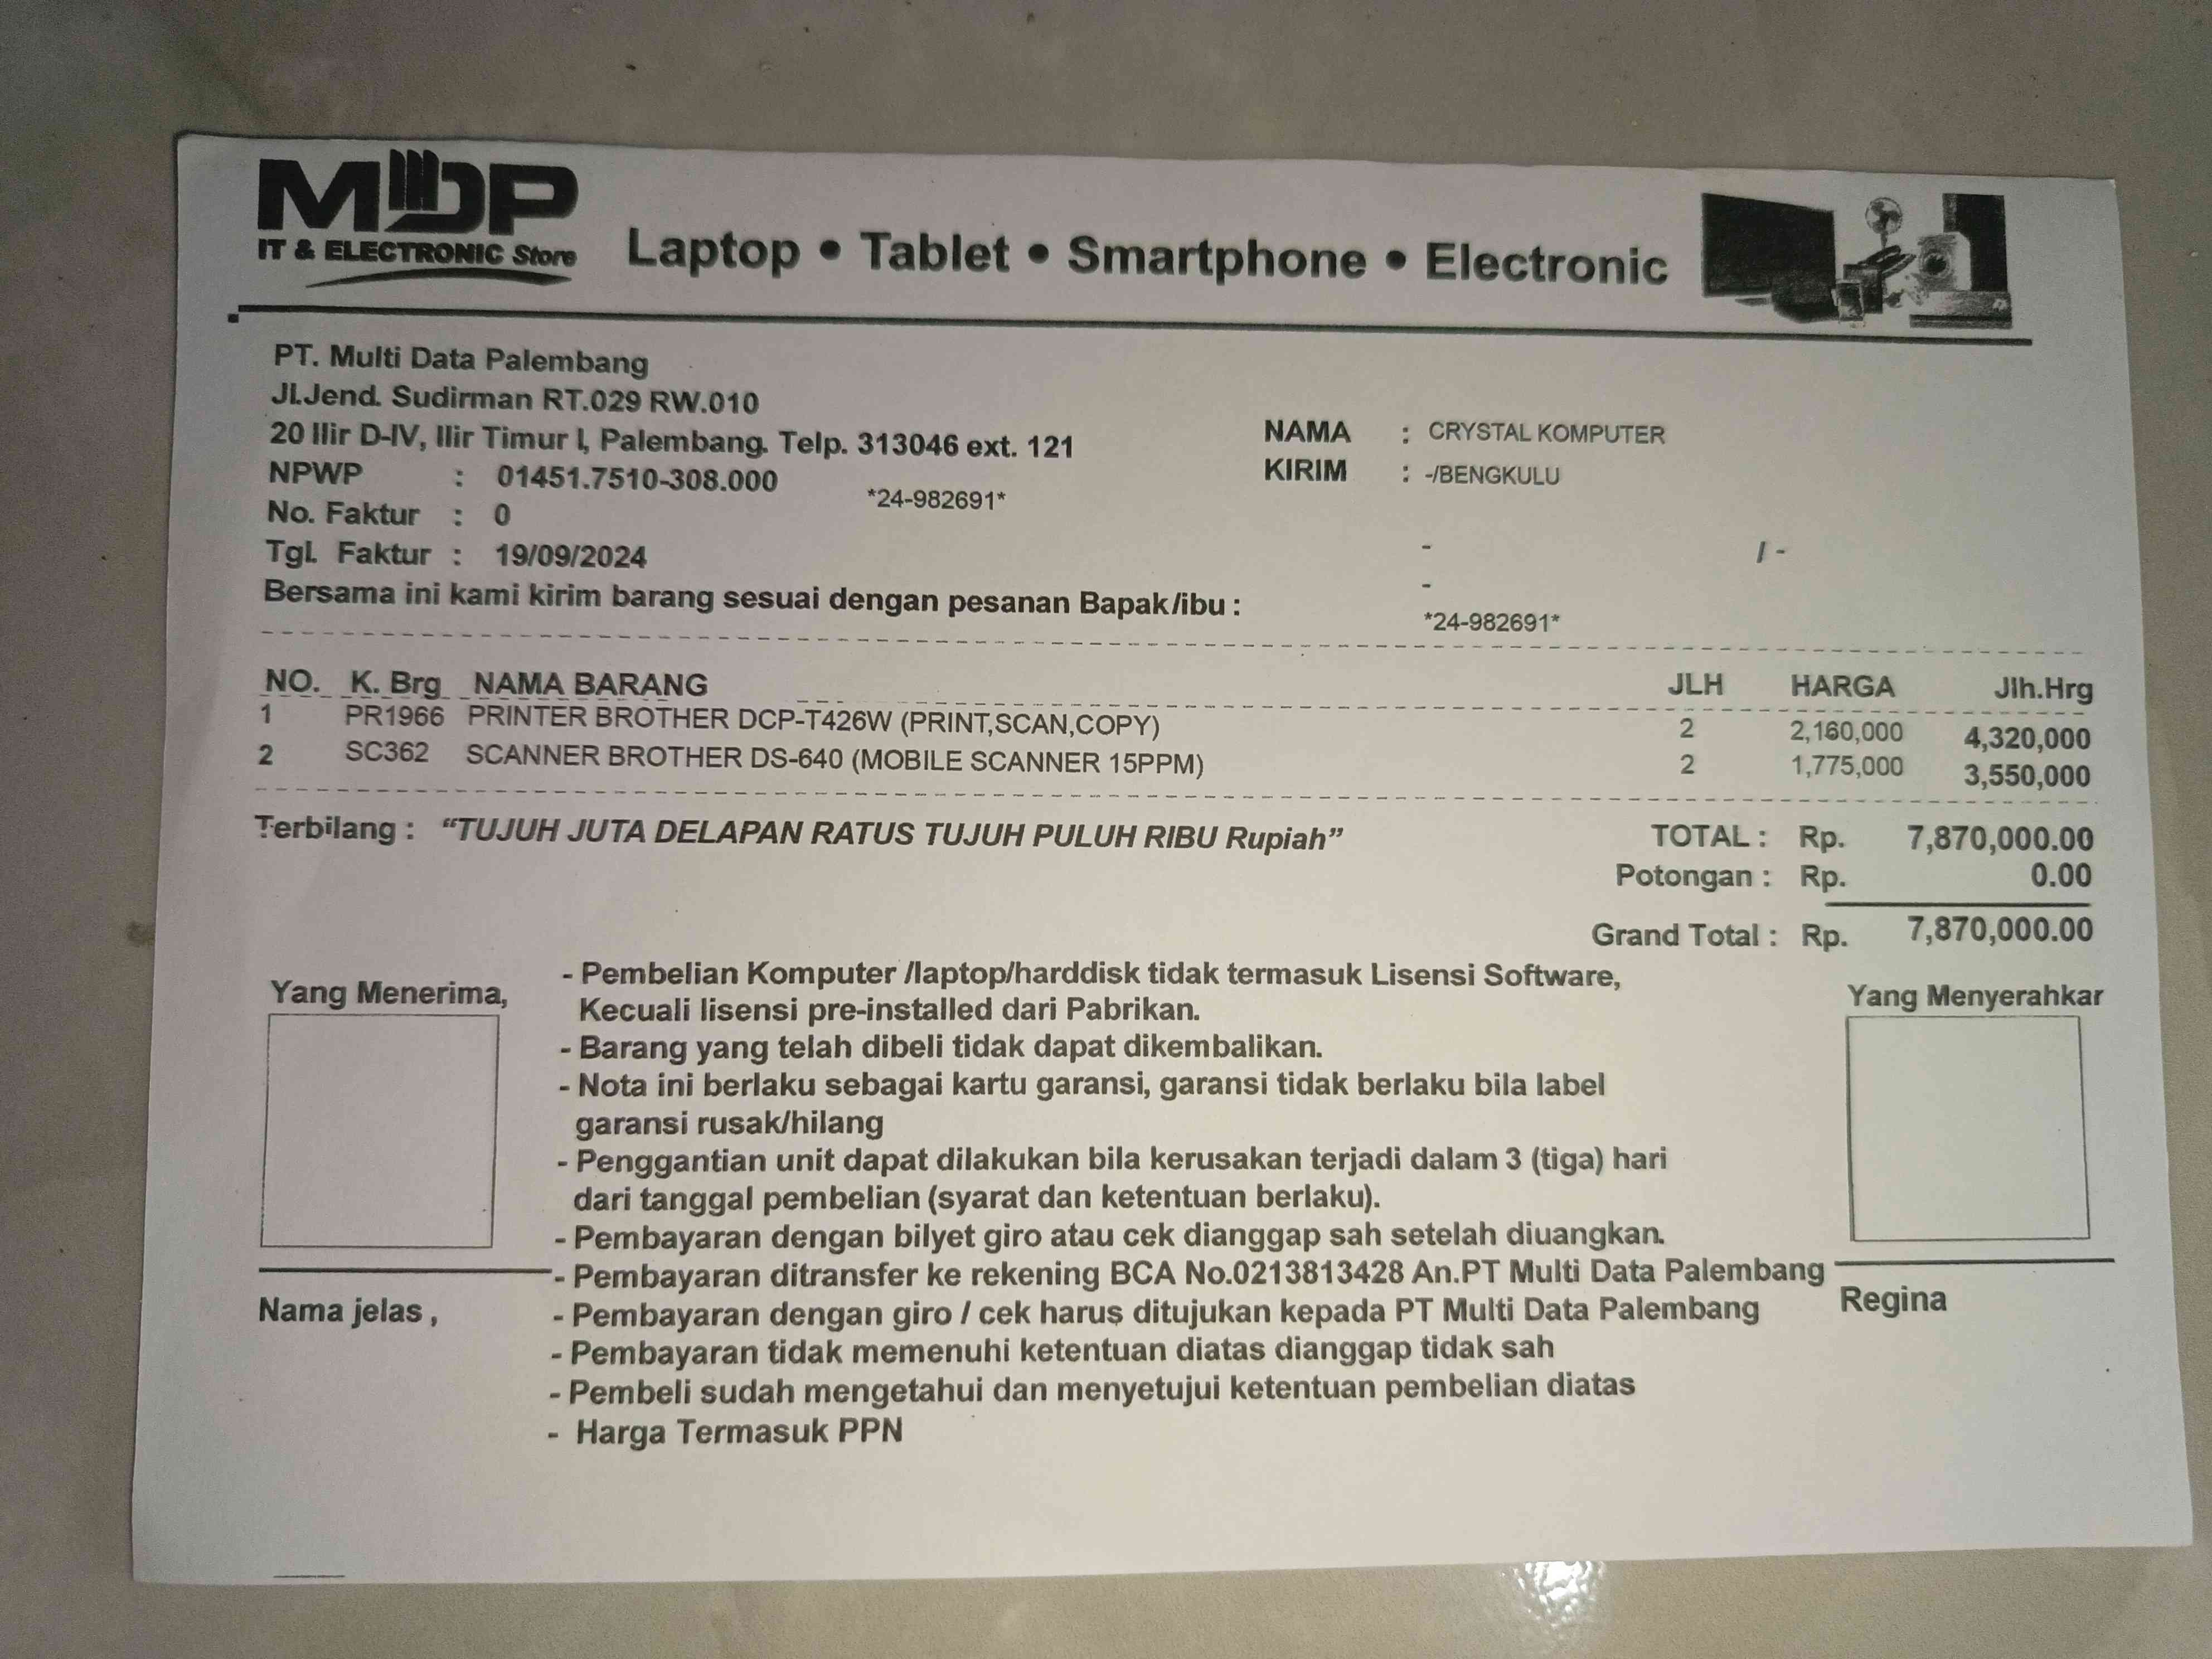 MDP
IT & ELECTRONIC Store
Laptop • Tablet • Smartphone • Electronic
PT. Multi Data Palembang
Jl.Jend. Sudirman RT.029 RW.010
20 Ilir D-IV, Ilir Timur I, Palembang. Telp. 313046 ext. 121
NPWP : 01451.7510-308.000
*24-982691*
No. Faktur : 0
Tgl. Faktur : 19/09/2024
Bersama ini kami kirim barang sesuai dengan pesanan Bapak/ibu :
NAMA : CRYSTAL KOMPUTER
KIRIM : -/BENGKULU
- / -
-
*24-982691*
NO. K. Brg NAMA BARANG JLH HARGA Jlh.Hrg
1 PR1966 PRINTER BROTHER DCP-T426W (PRINT,SCAN,COPY) 2 2,160,000 4,320,000
2 SC362 SCANNER BROTHER DS-640 (MOBILE SCANNER 15PPM) 2 1,775,000 3,550,000
Terbilang : “TUJUH JUTA DELAPAN RATUS TUJUH PULUH RIBU Rupiah”
TOTAL : Rp. 7,870,000.00
Potongan : Rp. 0.00
Grand Total : Rp. 7,870,000.00
Yang Menerima,
Nama jelas ,
- Pembelian Komputer /laptop/harddisk tidak termasuk Lisensi Software,
Kecuali lisensi pre-installed dari Pabrikan.
- Barang yang telah dibeli tidak dapat dikembalikan.
- Nota ini berlaku sebagai kartu garansi, garansi tidak berlaku bila label
garansi rusak/hilang
- Penggantian unit dapat dilakukan bila kerusakan terjadi dalam 3 (tiga) hari
dari tanggal pembelian (syarat dan ketentuan berlaku).
- Pembayaran dengan bilyet giro atau cek dianggap sah setelah diuangkan.
- Pembayaran ditransfer ke rekening BCA No.0213813428 An.PT Multi Data Palembang
- Pembayaran dengan giro / cek harus ditujukan kepada PT Multi Data Palembang
- Pembayaran tidak memenuhi ketentuan diatas dianggap tidak sah
- Pembeli sudah mengetahui dan menyetujui ketentuan pembelian diatas
- Harga Termasuk PPN
Yang Menyerahkar
Regina